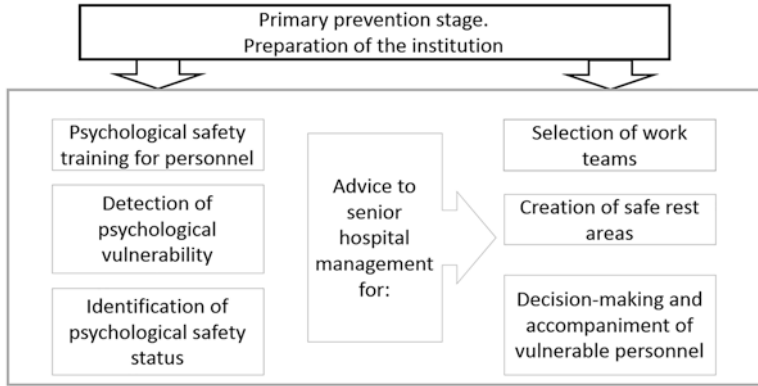 Primary prevention stage.
Preparation of the institution
Psychological safety
training for personnel
Detection of
psychological
vulnerability
Identification of
psychological safety
status
Advice to
senior
hospital
management
for:
Selection of work
teams
Creation of safe rest
areas
Decision-making and
accompaniment of
vulnerable personnel